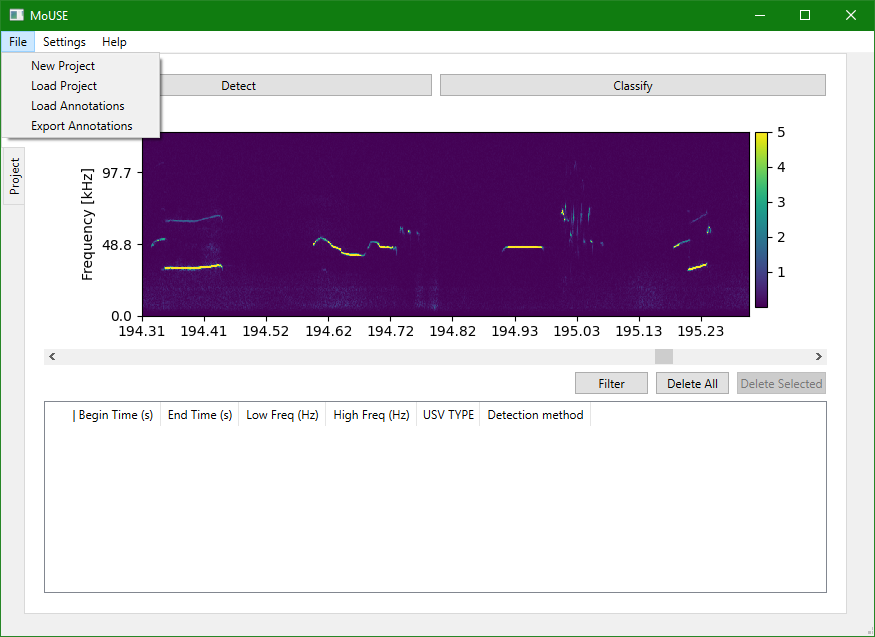 MoUSE
File Settings Help
New Project
Load Project
Load Annotations
Export Annotations
Detect Classify
Project
Frequency [kHz]
97.7
48.8
0.0
194.31 194.41 194.52 194.62 194.72 194.82 194.93 195.03 195.13 195.23
5
4
3
2
1
Filter Delete All Delete Selected
Begin Time (s) End Time (s) Low Freq (Hz) High Freq (Hz) USV TYPE Detection method